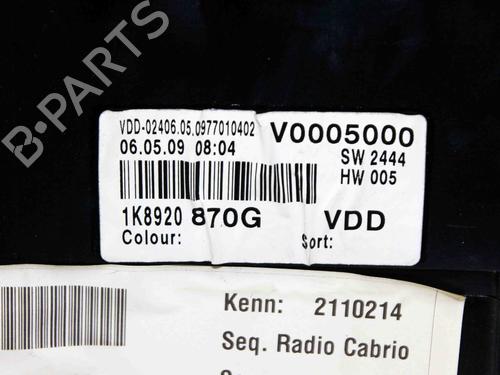 VDD-02406.05.0977010402 V0005000
06.05.09 08:04 SW 2444
HW 005
1K8920 870G VDD
Colour: Sort:
Kenn: 2110214
Seq. Radio Cabrio
B-PARTS